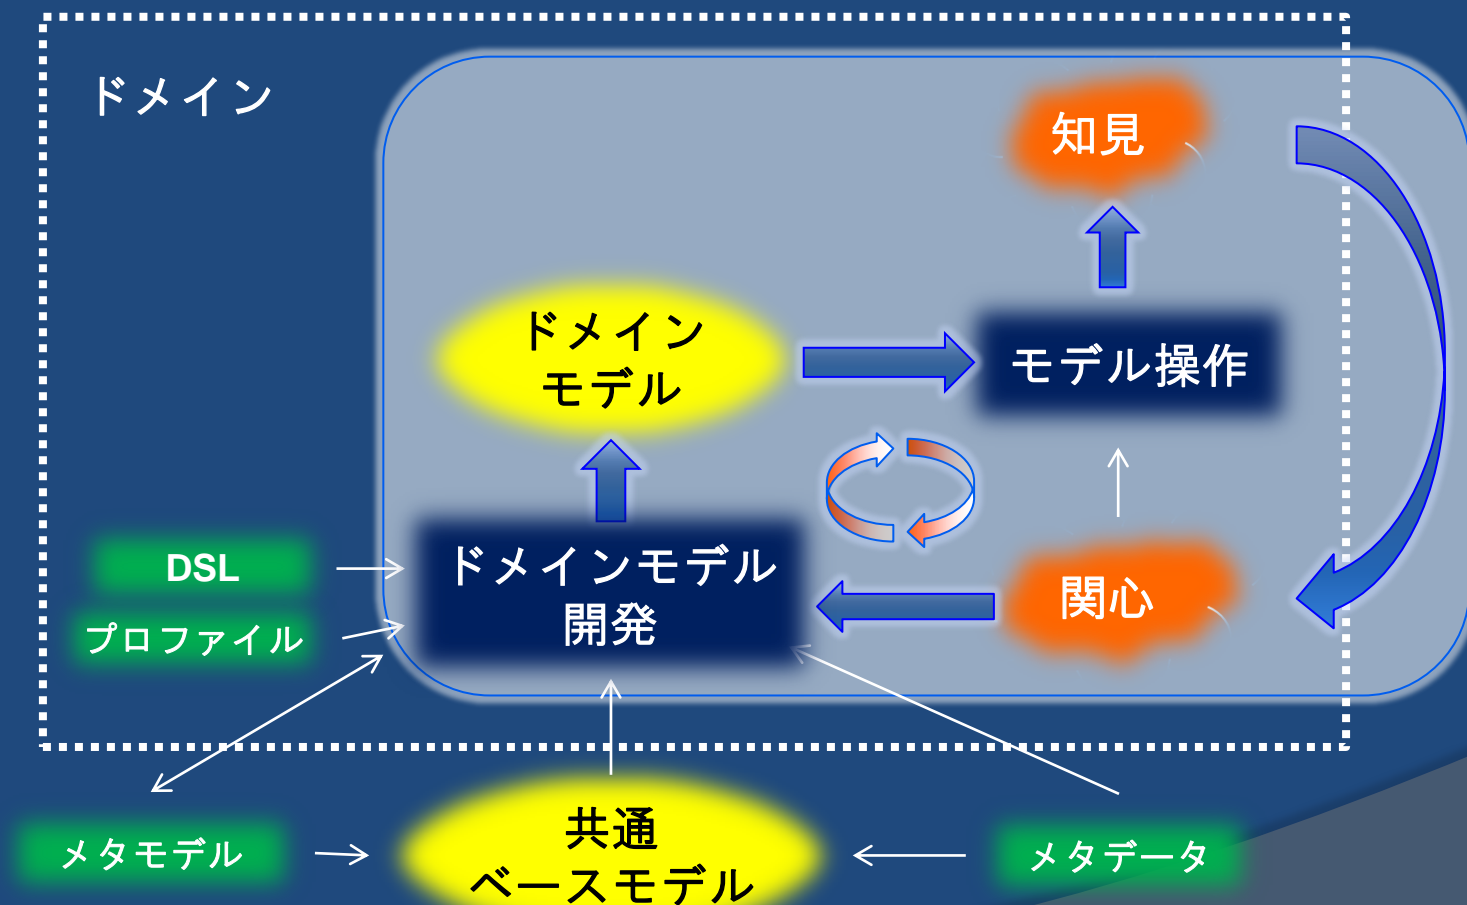 ドメイン
知見
ドメイン
モデル
モデル操作
DSL
プロファイル
ドメインモデル
開発
関心
メタモデル
共通
ベースモデル
メタデータ